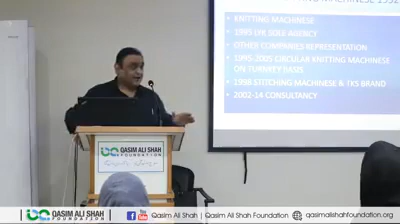 KNITTING MACHINESE
1995 UK SOLE AGENCY
OTHER COMPANIES REPRESENTATION
1995-2005 CIRCULAR KNITTING MACHINESE
ON TURNKEY BASIS
1998 STITCHING MACHINESE & TKS BRAND
2002-14 CONSULTANCY
QASIM ALI SHAH
FOUNDATION
QASIM ALI SHAH
FOUNDATION
Qasim Ali Shah | Qasim Ali Shah Foundation
qasimalishahfoundation.org